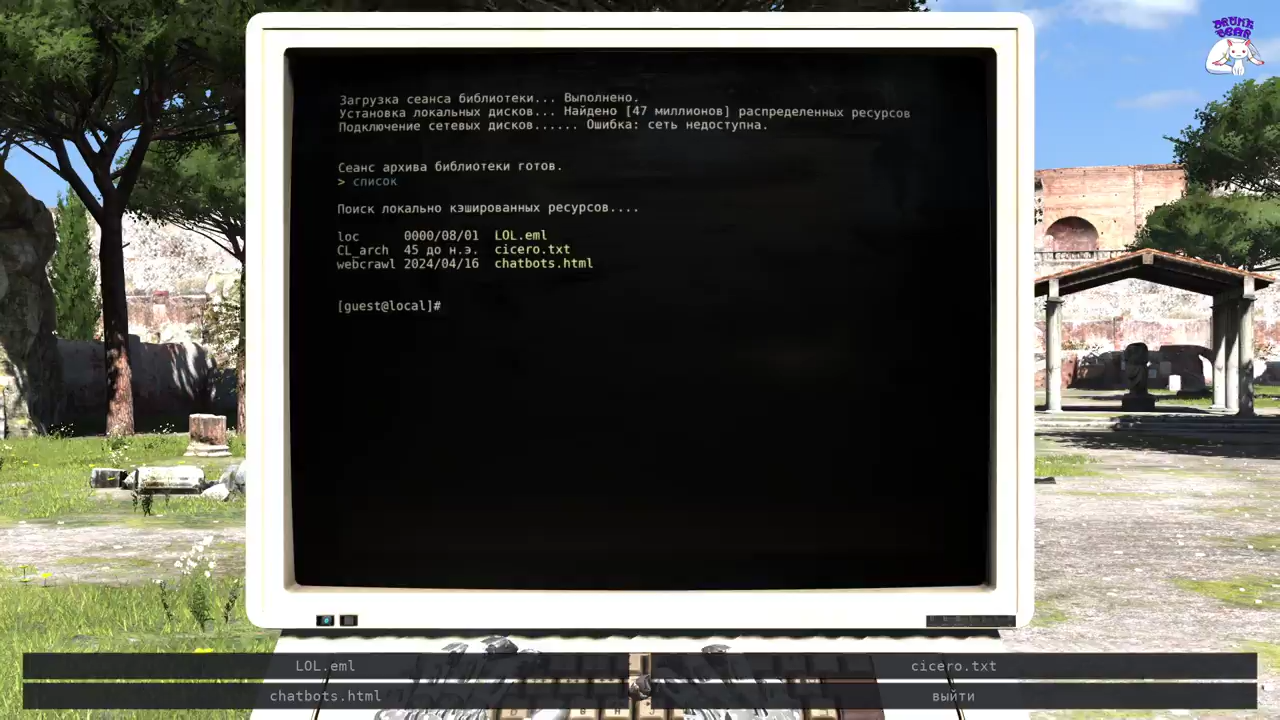 DRUNK
BEAR
Загрузка сеанса библиотеки... Выполнено.
Установка локальных дисков... Найдено [47 миллионов] распределенных ресурсов
Подключение сетевых дисков...... Ошибка: сеть недоступна.
Сеанс архива библиотеки готов.
> список
Поиск локально кэшированных ресурсов....
loc 0000/08/01 LOL.eml
CL_arch 45 до н.э. cicero.txt
webcrawl 2024/04/16 chatbots.html
[guest@local]#
LOL.eml cicero.txt
chatbots.html выйти